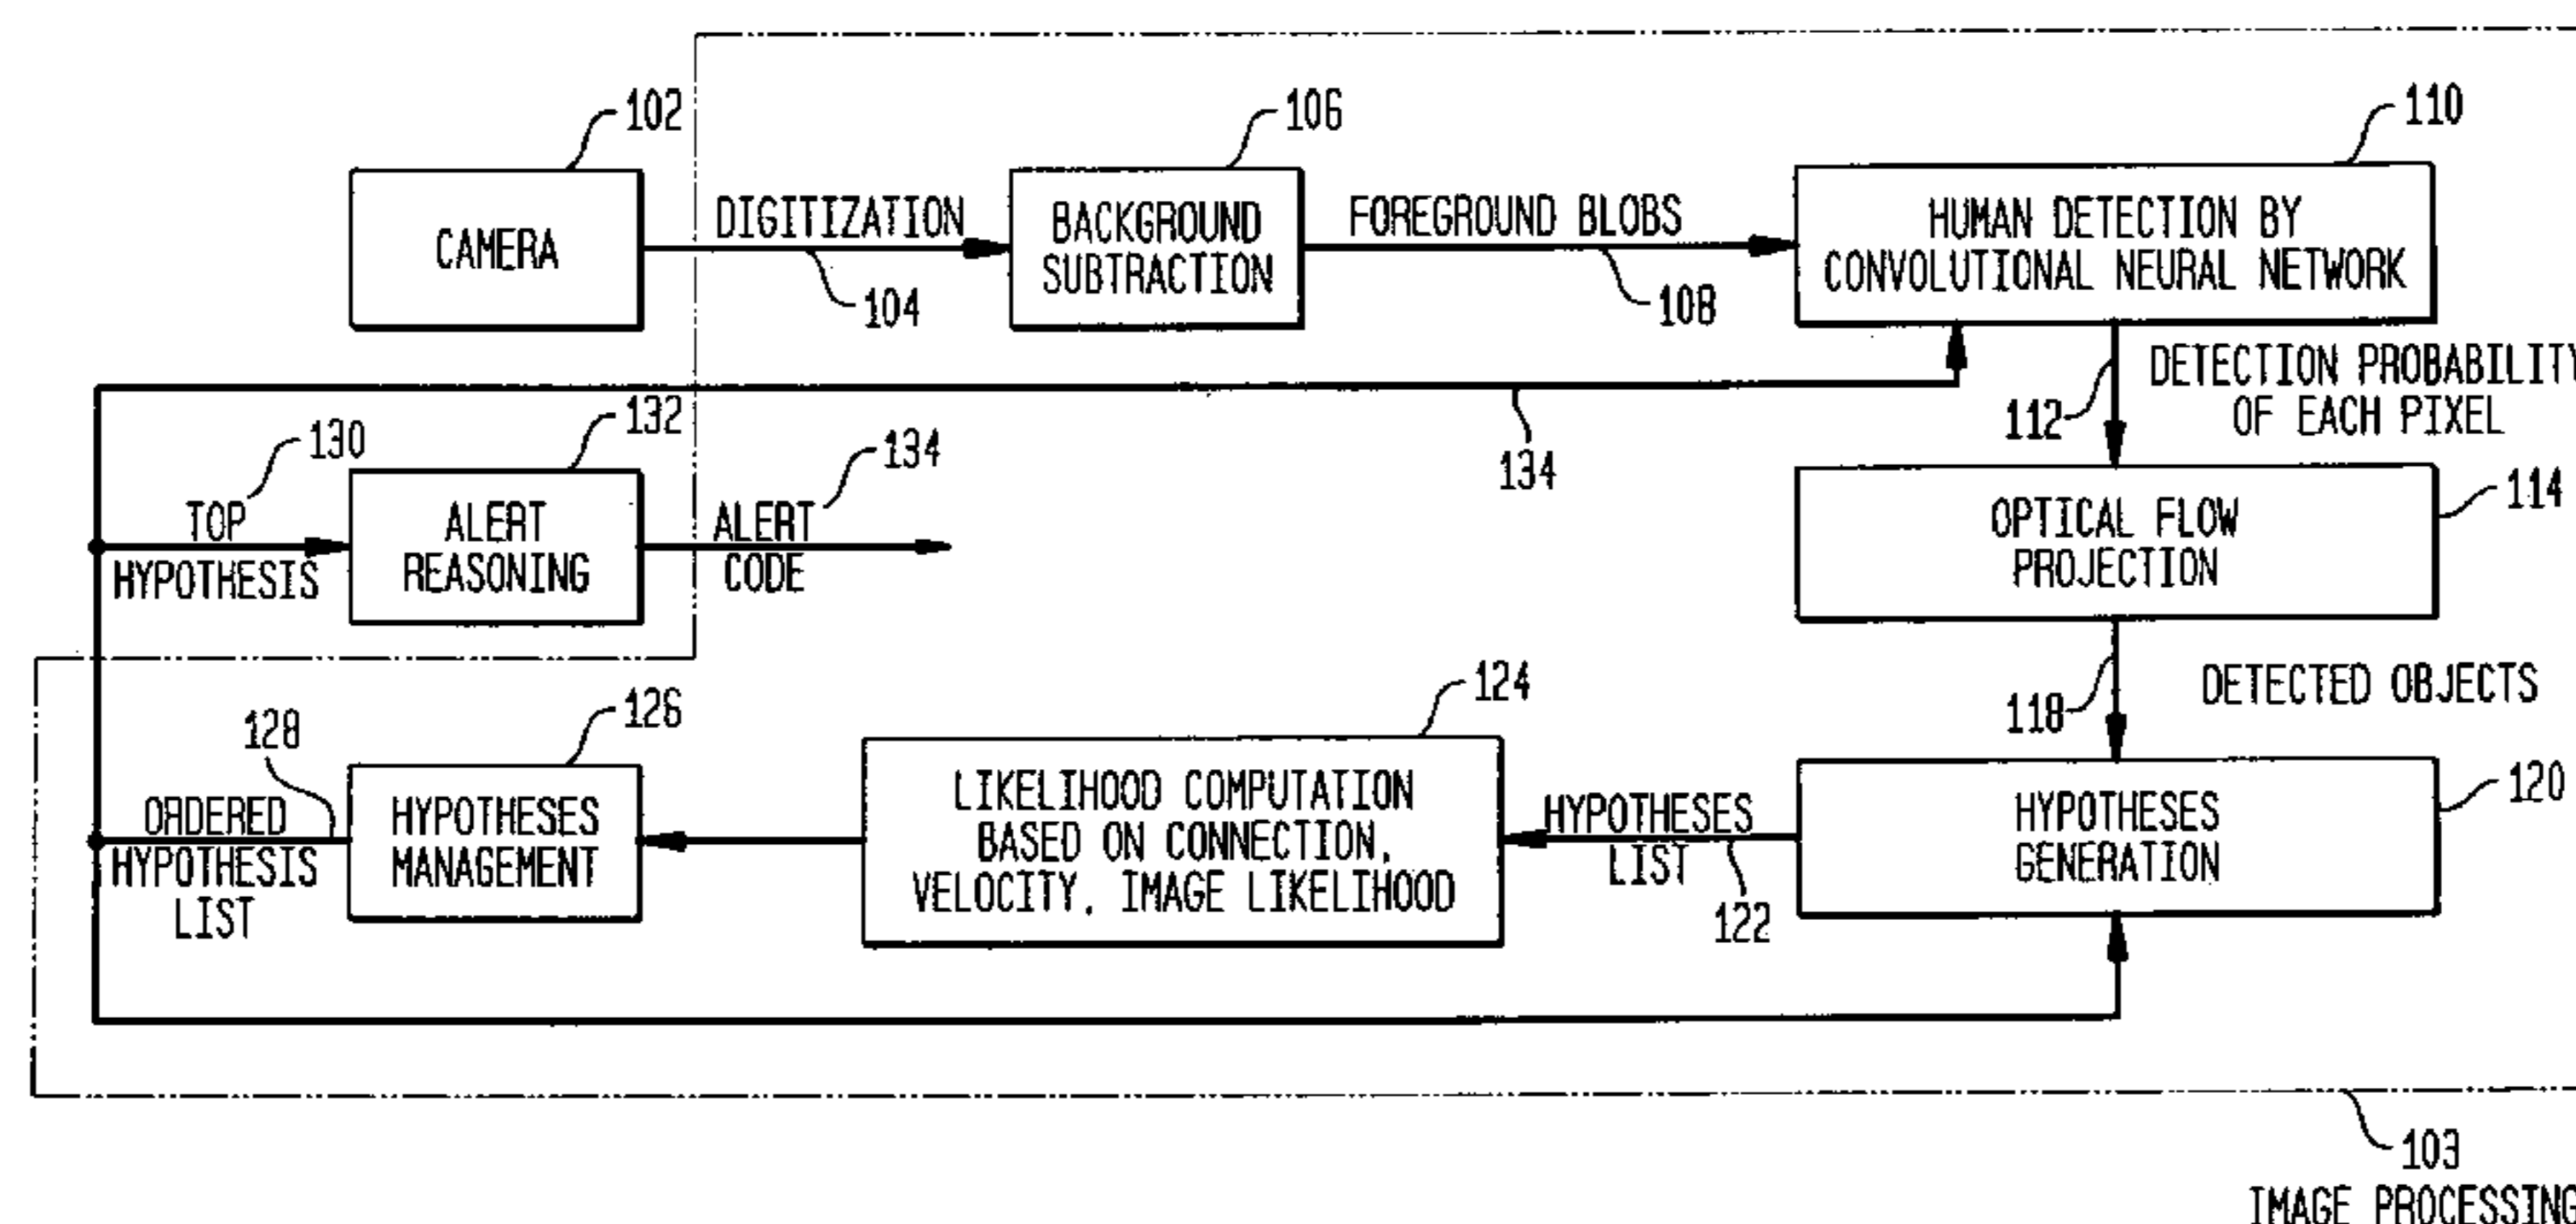 102
106
110
CAMERA
DIGITIZATION
104
BACKGROUND
SUBTRACTION
FOREGROUND BLOBS
108
HUMAN DETECTION BY
CONVOLUTIONAL NEURAL NETWORK
112
DETECTION PROBABILITY
OF EACH PIXEL
134
130
TOP
HYPOTHESIS
132
ALERT
REASONING
134
ALERT
CODE
114
OPTICAL FLOW
PROJECTION
118
DETECTED OBJECTS
128
ORDERED
HYPOTHESIS
LIST
126
HYPOTHESES
MANAGEMENT
124
LIKELIHOOD COMPUTATION
BASED ON CONNECTION,
VELOCITY, IMAGE LIKELIHOOD
HYPOTHESES
LIST
122
120
HYPOTHESES
GENERATION
103
IMAGE PROCESSING